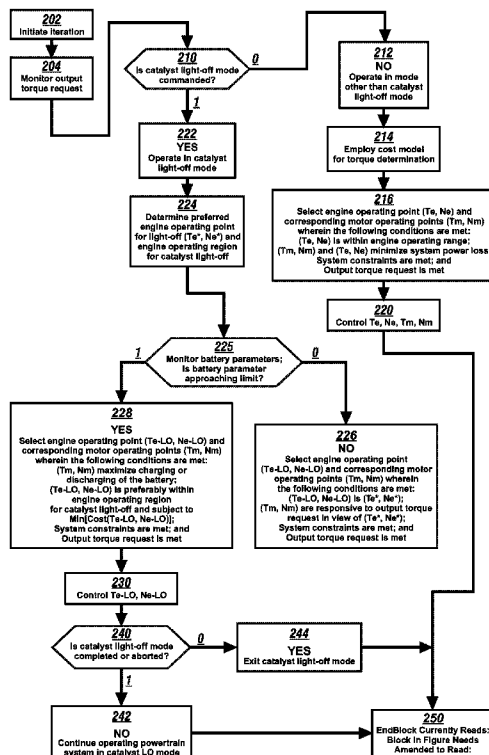 202
Initiate iteration
204
Monitor output
torque request
210
Is catalyst light-off mode
commanded?
0
1
212
NO
Operate in mode
other than catalyst
light-off mode
214
Employ cost model
for torque determination
216
Select engine operating point (Te, Ne) and
corresponding motor operating points (Tm, Nm)
wherein the following conditions are met:
(Te, Ne) is within engine operating range;
(Tm, Nm) and (Te, Ne) minimize system power loss
System constraints are met; and
Output torque request is met
220
Control Te, Ne, Tm, Nm
222
YES
Operate in catalyst
light-off mode
224
Determine preferred
engine operating point
for light-off (Te*, Ne*) and
engine operating region
for catalyst light-off
225
Monitor battery parameters;
Is battery parameter
approaching limit?
1
0
228
YES
Select engine operating point (Te-LO, Ne-LO) and
corresponding motor operating points (Tm, Nm)
wherein the following conditions are met:
(Tm, Nm) maximize charging or
discharging of the battery;
(Te-LO, Ne-LO) is preferably within
engine operating region
for catalyst light-off and subject to
Min[Cost(Te-LO, Ne-LO)];
System constraints are met; and
Output torque request is met
226
NO
Select engine operating point
(Te-LO, Ne-LO) and corresponding motor
operating points (Tm, Nm) wherein
the following conditions are met:
(Te-LO, Ne-LO) is (Te*, Ne*);
(Tm, Nm) are responsive to output torque
request in view of (Te*, Ne*);
System constraints are met; and
Output torque request is met
230
Control Te-LO, Ne-LO
240
Is catalyst light-off mode
completed or aborted?
0
1
244
YES
Exit catalyst light-off mode
242
NO
Continue operating powertrain
system in catalyst LO mode
250
EndBlock Currently Reads:
Block in Figure Needs
Amended to Read: